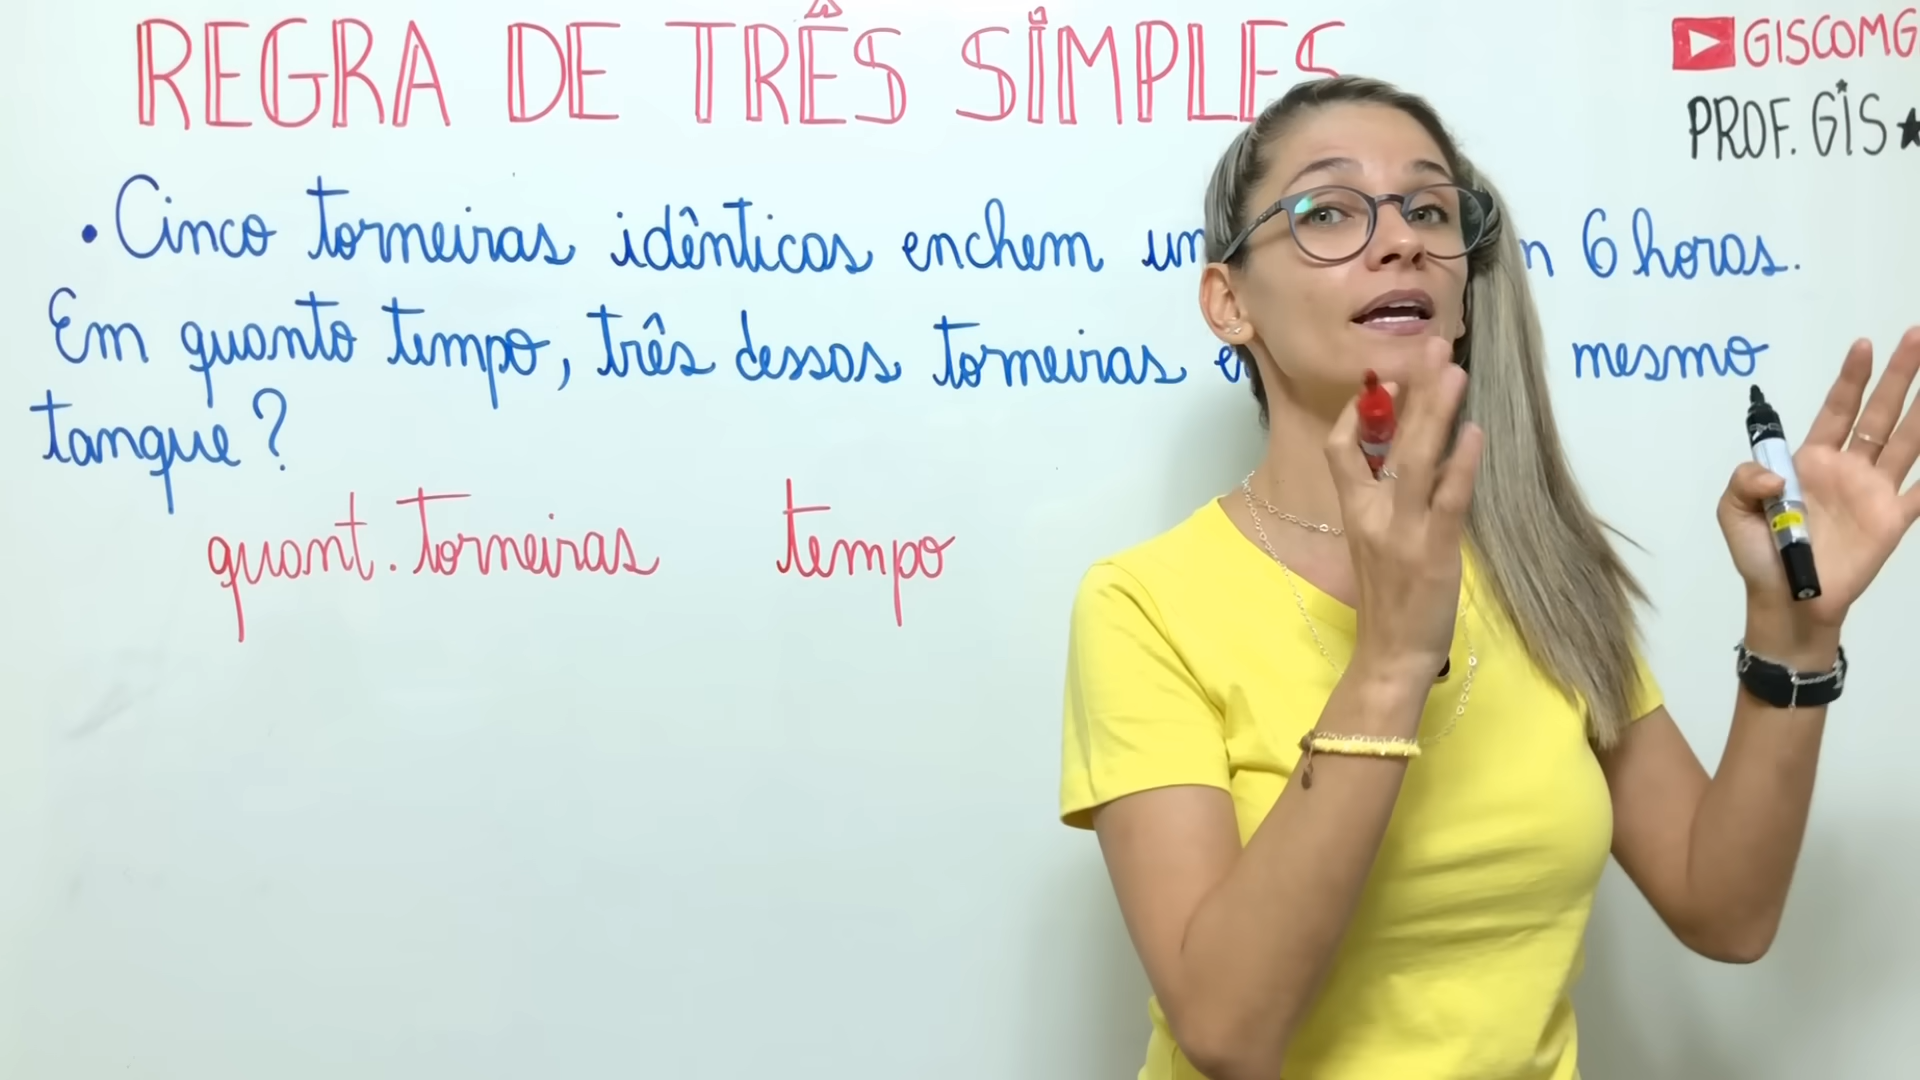 REGRA DE TRÊS SIMPLES
GISCOMG
PROF. GIS
• Cinco torneiras idênticas enchem um 6 horas.
Em quanto tempo, três dessas torneiras mesmo
tanque?
quant. torneiras tempo